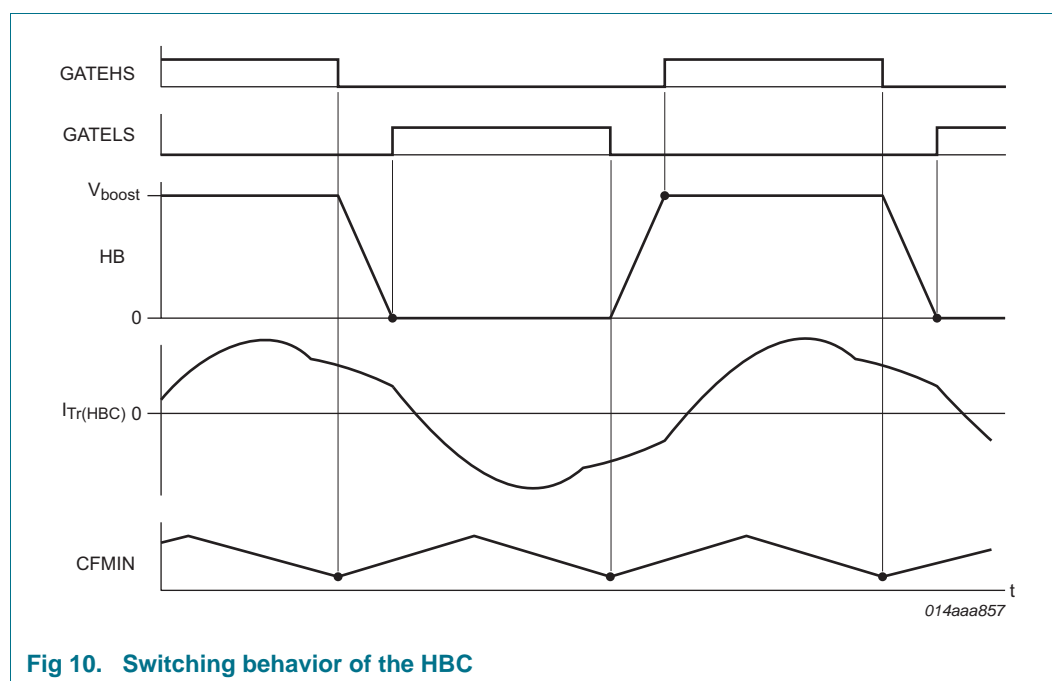 GATEHS
GATELS
Vboost
HB
0
ITr(HBC) 0
CFMIN
t
014aaa857
Fig 10. Switching behavior of the HBC